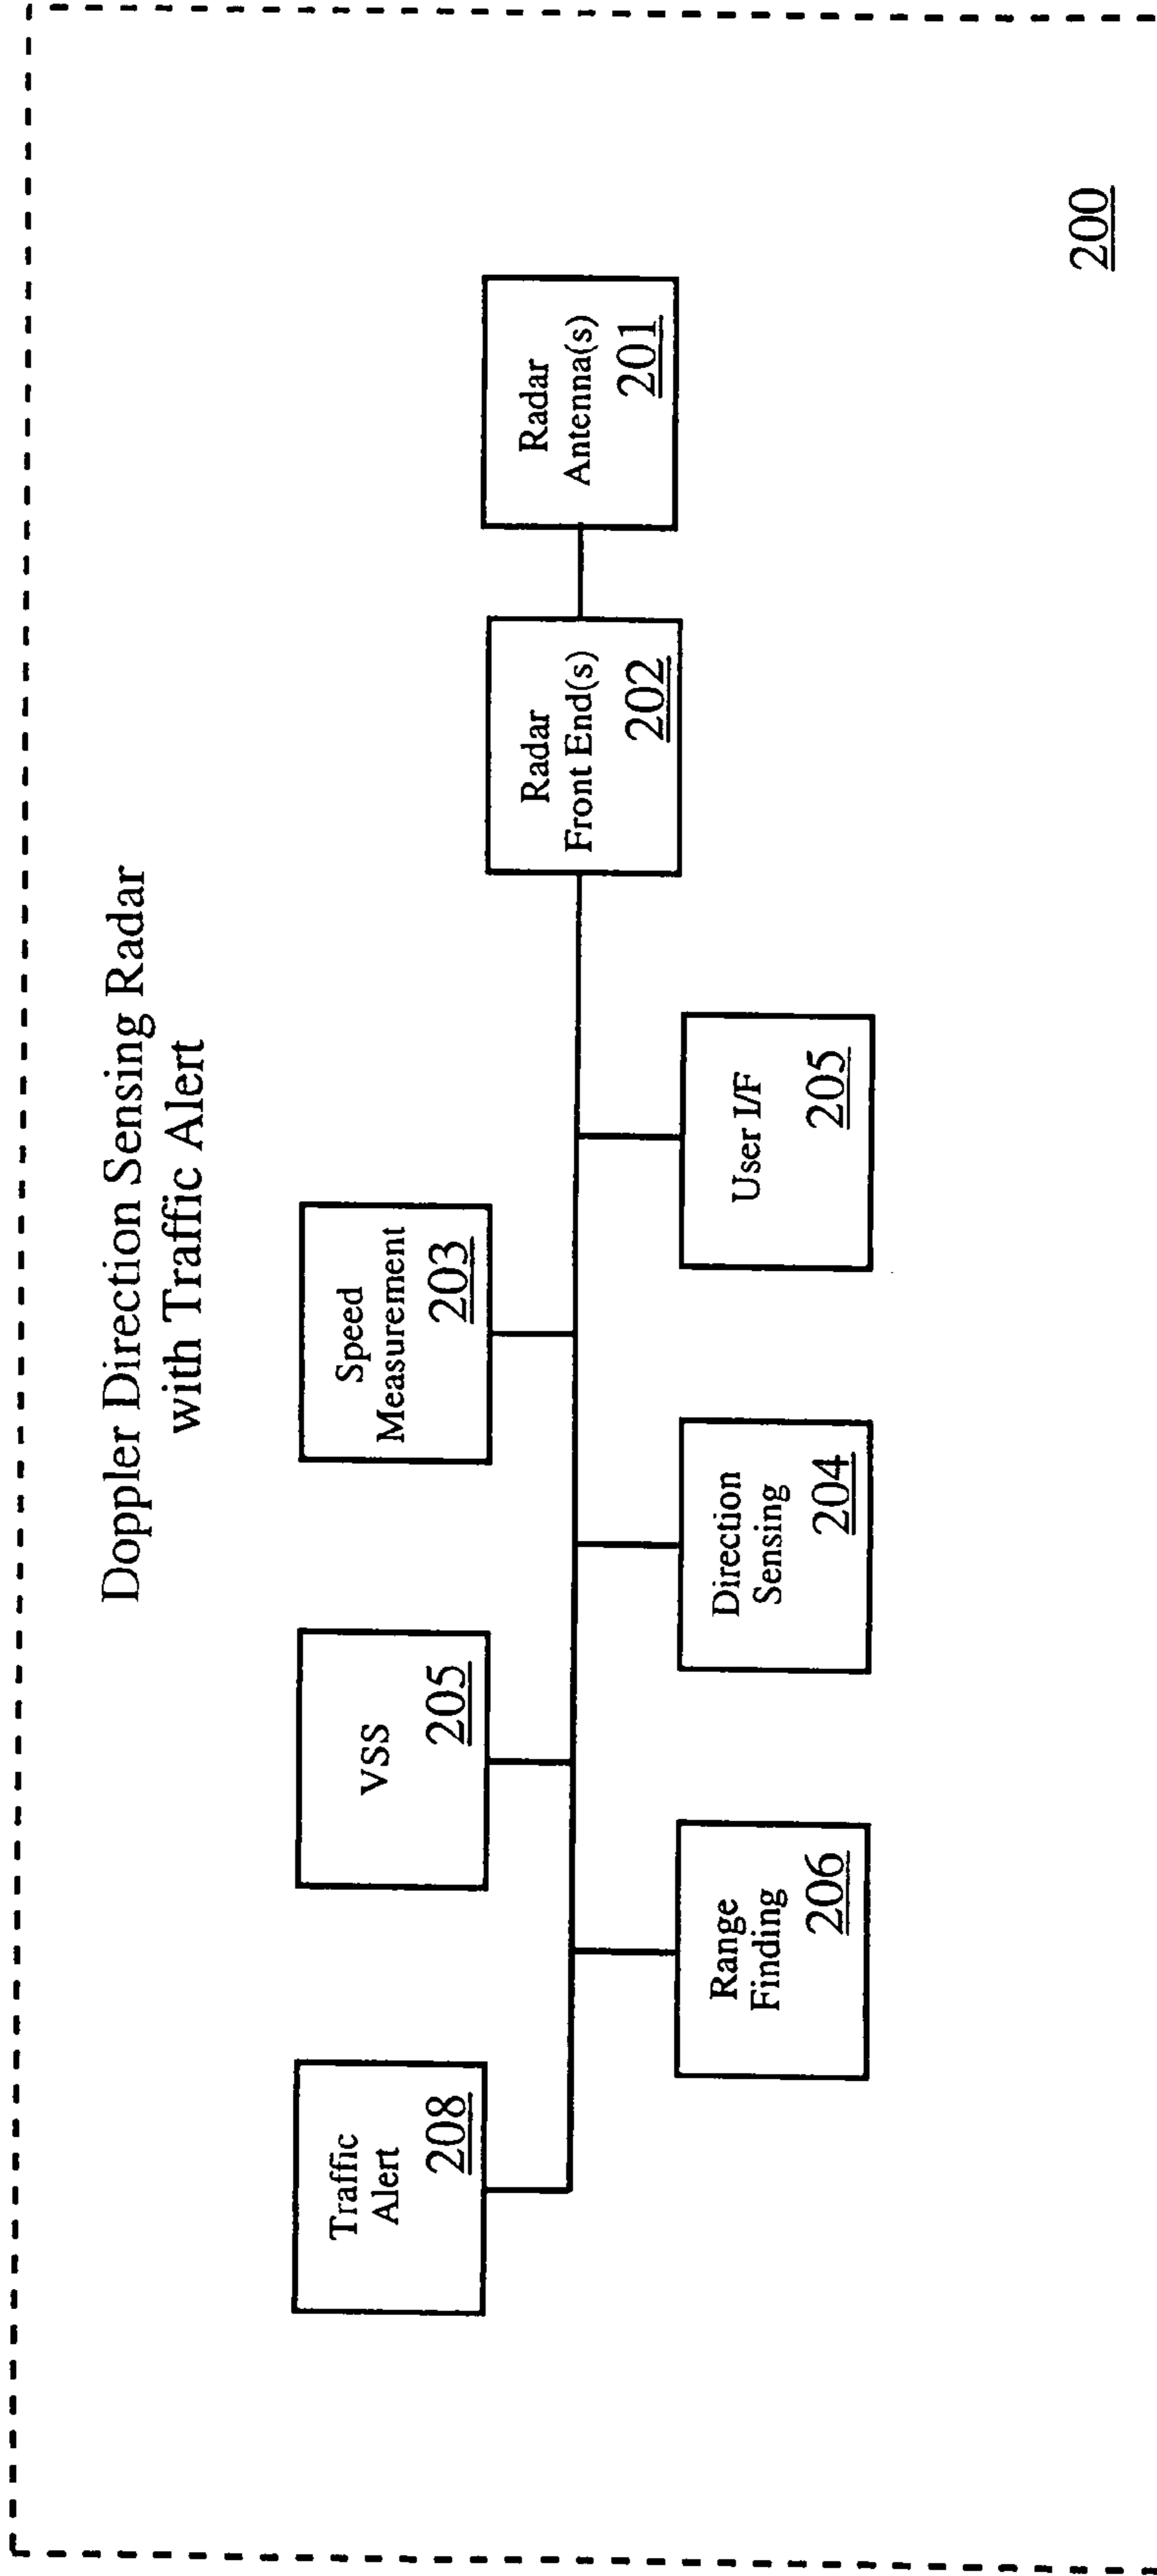 Doppler Direction Sensing Radar
with Traffic Alert
Traffic
Alert
208
VSS
205
Speed
Measurement
203
Radar
Front End(s)
202
Radar
Antenna(s)
201
Range
Finding
206
Direction
Sensing
204
User I/F
205
200